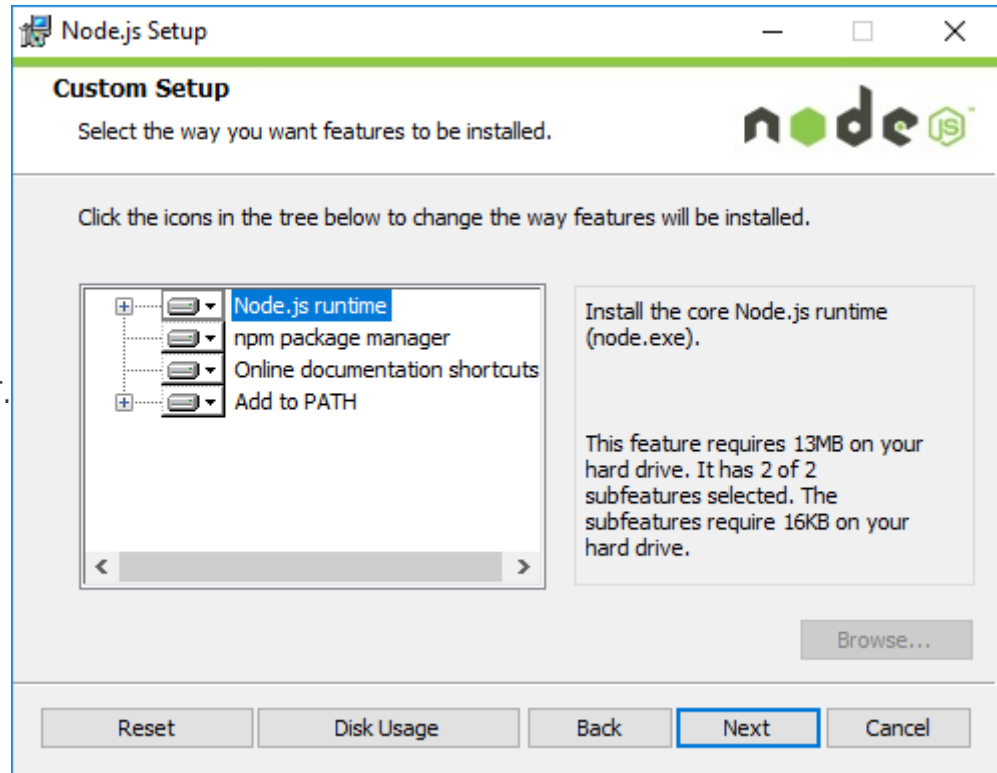 Node.js Setup
Custom Setup
Select the way you want features to be installed.
node JS
Click the icons in the tree below to change the way features will be installed.
Node.js runtime
npm package manager
Online documentation shortcuts
Add to PATH
Install the core Node.js runtime
(node.exe).
This feature requires 13MB on your
hard drive. It has 2 of 2
subfeatures selected. The
subfeatures require 16KB on your
hard drive.
Browse...
Reset
Disk Usage
Back
Next
Cancel